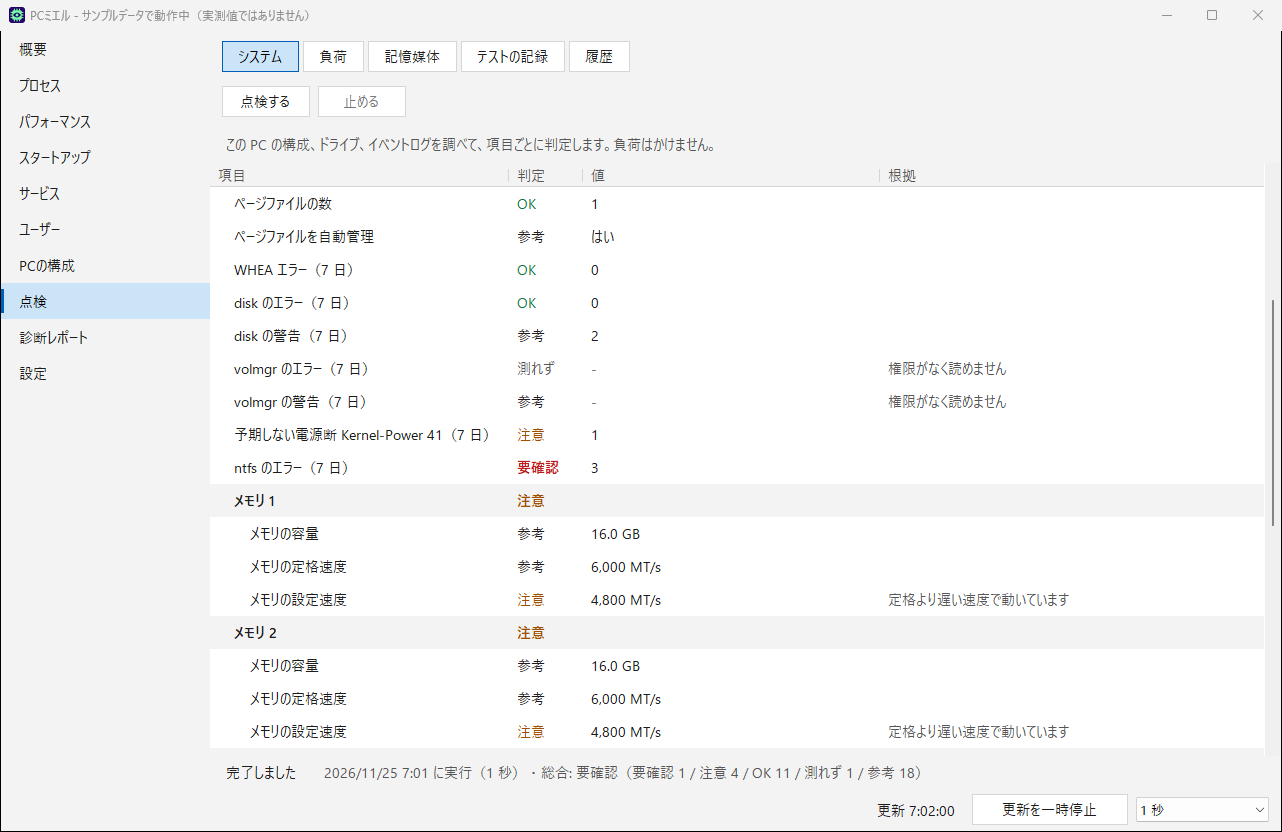 PCミエル - サンプルデータで動作中（実測値ではありません）
概要
プロセス
パフォーマンス
スタートアップ
サービス
ユーザー
PCの構成
点検
診断レポート
設定
システム 負荷 記憶媒体 テストの記録 履歴
点検する 止める
この PC の構成、ドライブ、イベントログを調べて、項目ごとに判定します。負荷はかけません。
項目 判定 値 根拠
ページファイルの数 OK 1
ページファイルを自動管理 参考 はい
WHEA エラー（7 日） OK 0
disk のエラー（7 日） OK 0
disk の警告（7 日） 参考 2
volmgr のエラー（7 日） 測れず - 権限がなく読めません
volmgr の警告（7 日） 参考 - 権限がなく読めません
予期しない電源断 Kernel-Power 41（7 日） 注意 1
ntfs のエラー（7 日） 要確認 3
メモリ 1 注意
メモリの容量 参考 16.0 GB
メモリの定格速度 参考 6,000 MT/s
メモリの設定速度 注意 4,800 MT/s 定格より遅い速度で動いています
メモリ 2 注意
メモリの容量 参考 16.0 GB
メモリの定格速度 参考 6,000 MT/s
メモリの設定速度 注意 4,800 MT/s 定格より遅い速度で動いています
完了しました 2026/11/25 7:01 に実行（1 秒）・総合: 要確認（要確認 1 / 注意 4 / OK 11 / 測れず 1 / 参考 18）
更新 7:02:00 更新を一時停止 1 秒